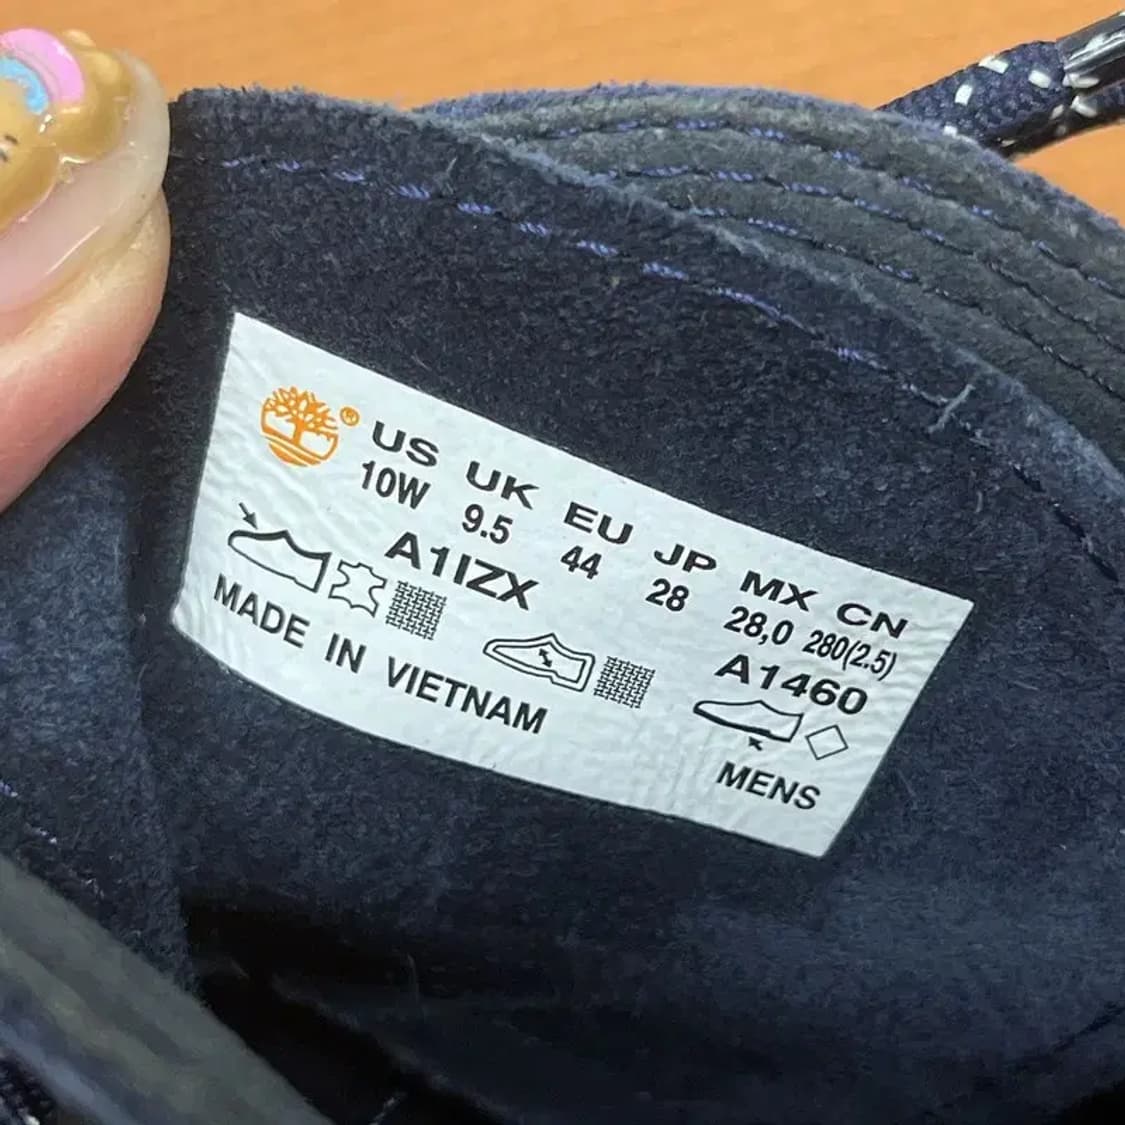 ® US UK EU JP MX CN
10W 9.5 44 28 28,0 280(2.5)
A1IZX A1460
MADE IN VIETNAM
MENS